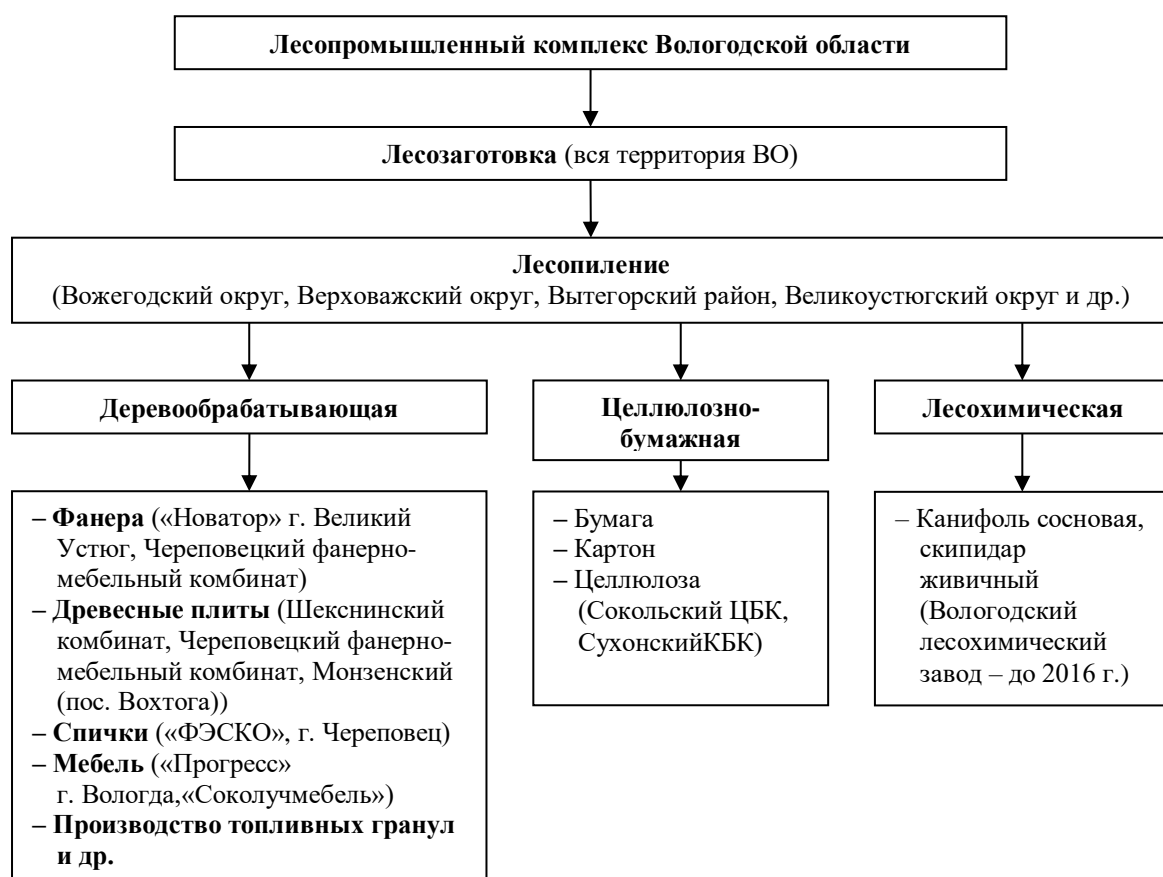 Лесопромышленный комплекс Вологодской области
Лесозаготовка (вся территория ВО)
Лесопиление
(Вожегодский округ, Верховажский округ, Вытегорский район, Великоустюгский округ и др.)
Деревообрабатывающая
Целлюлозно-
бумажная
Лесохимическая
– Фанера («Новатор» г. Великий
Устюг, Череповецкий фанерно-
мебельный комбинат)
– Древесные плиты (Шекснинский
комбинат, Череповецкий фанерно-
мебельный комбинат, Монзенский
(пос. Вохтога))
– Спички («ФЭСКО», г. Череповец)
– Мебель («Прогресс»
г. Вологда,«Соколучмебель»)
– Производство топливных гранул
и др.
– Бумага
– Картон
– Целлюлоза
(Сокольский ЦБК,
СухонскийКБК)
– Канифоль сосновая,
скипидар
живичный
(Вологодский
лесохимический
завод – до 2016 г.)